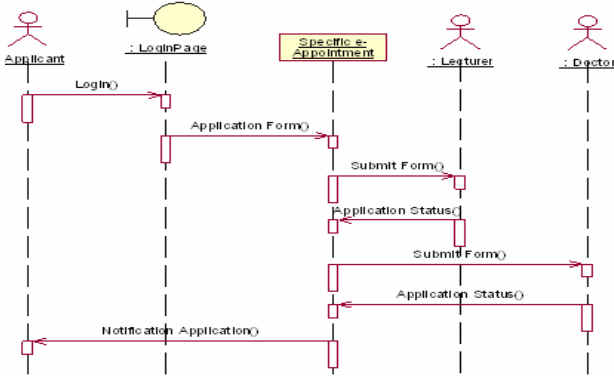 Applicant
: LoginPage
Specific e-
Appointment
: Lecturer
: Doctor
Login()
Application Form()
Submit Form()
Application Status()
Submit Form()
Application Status()
Notification Application()